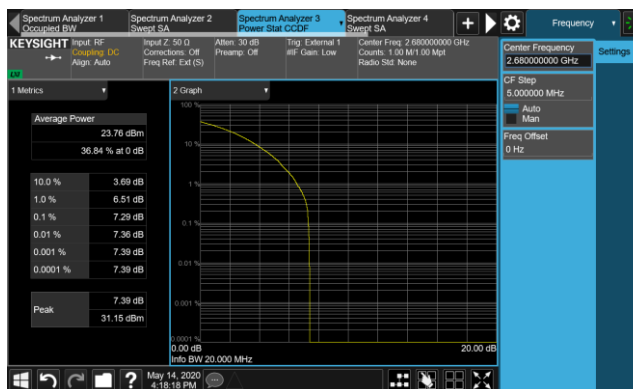 Spectrum Analyzer 1
Occupied BW
Spectrum Analyzer 2
Swept SA
Spectrum Analyzer 3
Power Stat CCDF
Spectrum Analyzer 4
Swept SA
Frequency
KEYSIGHT
Input: RF
Coupling: DC
Align: Auto
Input Z: 50 Ω
Corrections: Off
Freq Ref: Ext (S)
Atten: 30 dB
Preamp: Off
Trig: External 1
#IF Gain: Low
Center Freq: 2.680000000 GHz
Counts: 1.00 M/1.00 Mpt
Radio Std: None
Center Frequency
2.680000000 GHz
Settings
CF Step
5.000000 MHz
Auto
Man
Freq Offset
0 Hz
1 Metrics
Average Power
23.76 dBm
36.84 % at 0 dB
10.0 % 3.69 dB
1.0 % 6.51 dB
0.1 % 7.29 dB
0.01 % 7.36 dB
0.001 % 7.39 dB
0.0001 % 7.39 dB
Peak
7.39 dB
31.15 dBm
2 Graph
100 %
10 %
1 %
0.1 %
0.01 %
0.001 %
0.0001 %
0.00 dB
20.00 dB
Info BW 20.000 MHz
May 14, 2020
4:18:18 PM